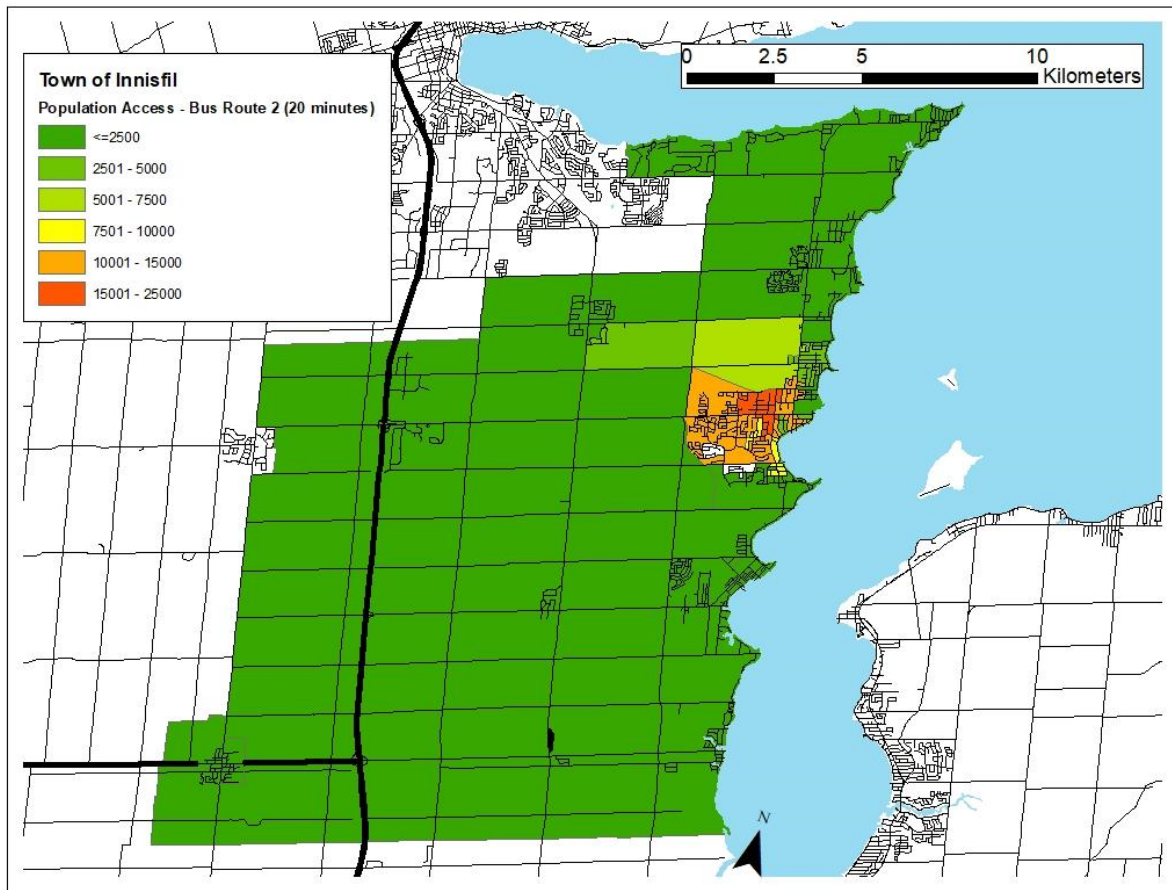 Town of Innisfil
Population Access - Bus Route 2 (20 minutes)
<=2500
2501 - 5000
5001 - 7500
7501 - 10000
10001 - 15000
15001 - 25000
0 2.5 5 10
Kilometers
N